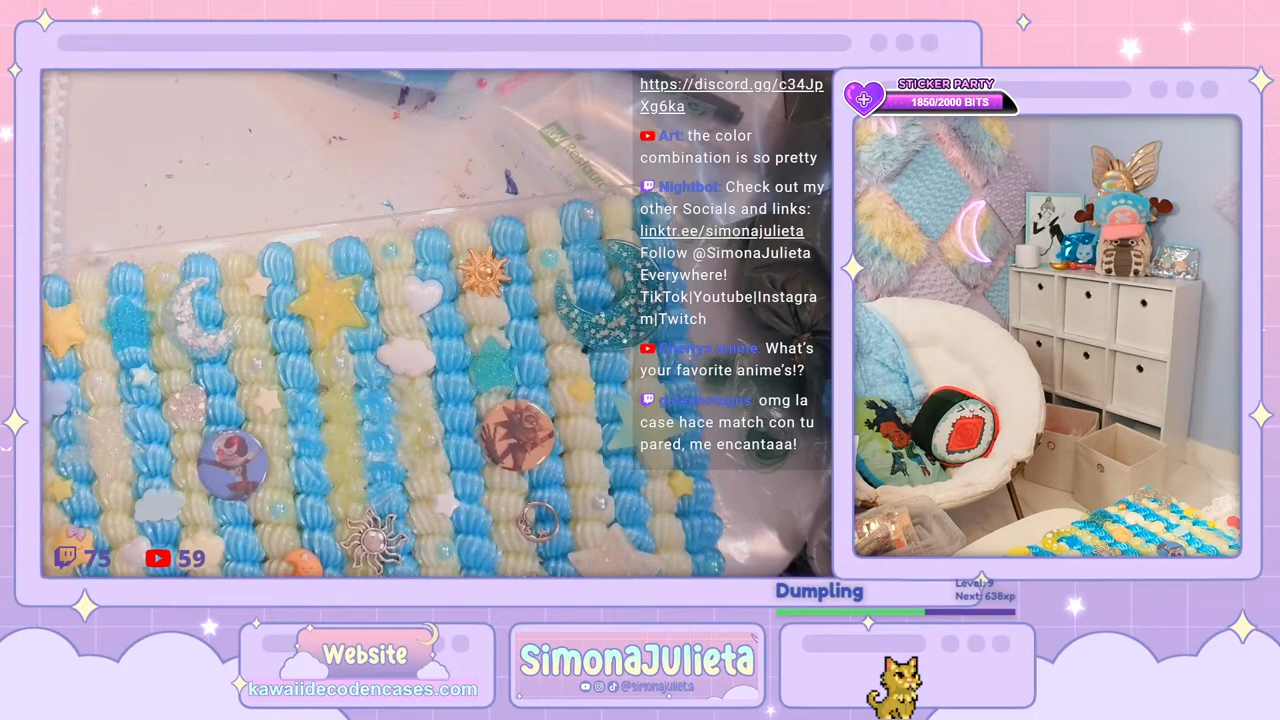 https://discord.gg/c34Jp
Xg6ka
Art: the color
combination is so pretty
Nightbot: Check out my
other Socials and links:
linktr.ee/simonajulieta
Follow @SimonaJulieta
Everywhere!
TikTok|Youtube|Instagra
m|Twitch
anime: What's
your favorite anime's!?
omg la
case hace match con tu
pared, me encantaaa!
STICKER PARTY
1850/2000 BITS
75
59
Dumpling
Level: 9
Next: 638xp
Website
kawaiidecodencases.com
SimonaJulieta
@simonajulieta